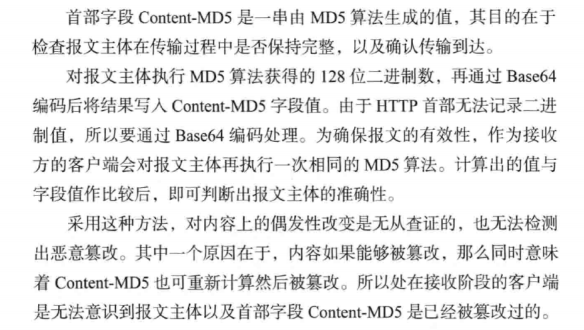 首部字段 Content-MD5 是一串由 MD5 算法生成的值，其目的在于
检查报文主体在传输过程中是否保持完整，以及确认传输到达。
对报文主体执行 MD5 算法获得的 128 位二进制数，再通过 Base64
编码后将结果写入 Content-MD5 字段值。由于 HTTP 首部无法记录二进
制值，所以要通过 Base64 编码处理。为确保报文的有效性，作为接收
方的客户端会对报文主体再执行一次相同的 MD5 算法。计算出的值与
字段值作比较后，即可判断出报文主体的准确性。
采用这种方法，对内容上的偶发性改变是无从查证的，也无法检测
出恶意篡改。其中一个原因在于，内容如果能够被篡改，那么同时意味
着 Content-MD5 也可重新计算然后被篡改。所以处在接收阶段的客户端
是无法意识到报文主体以及首部字段 Content-MD5 是已经被篡改过的。